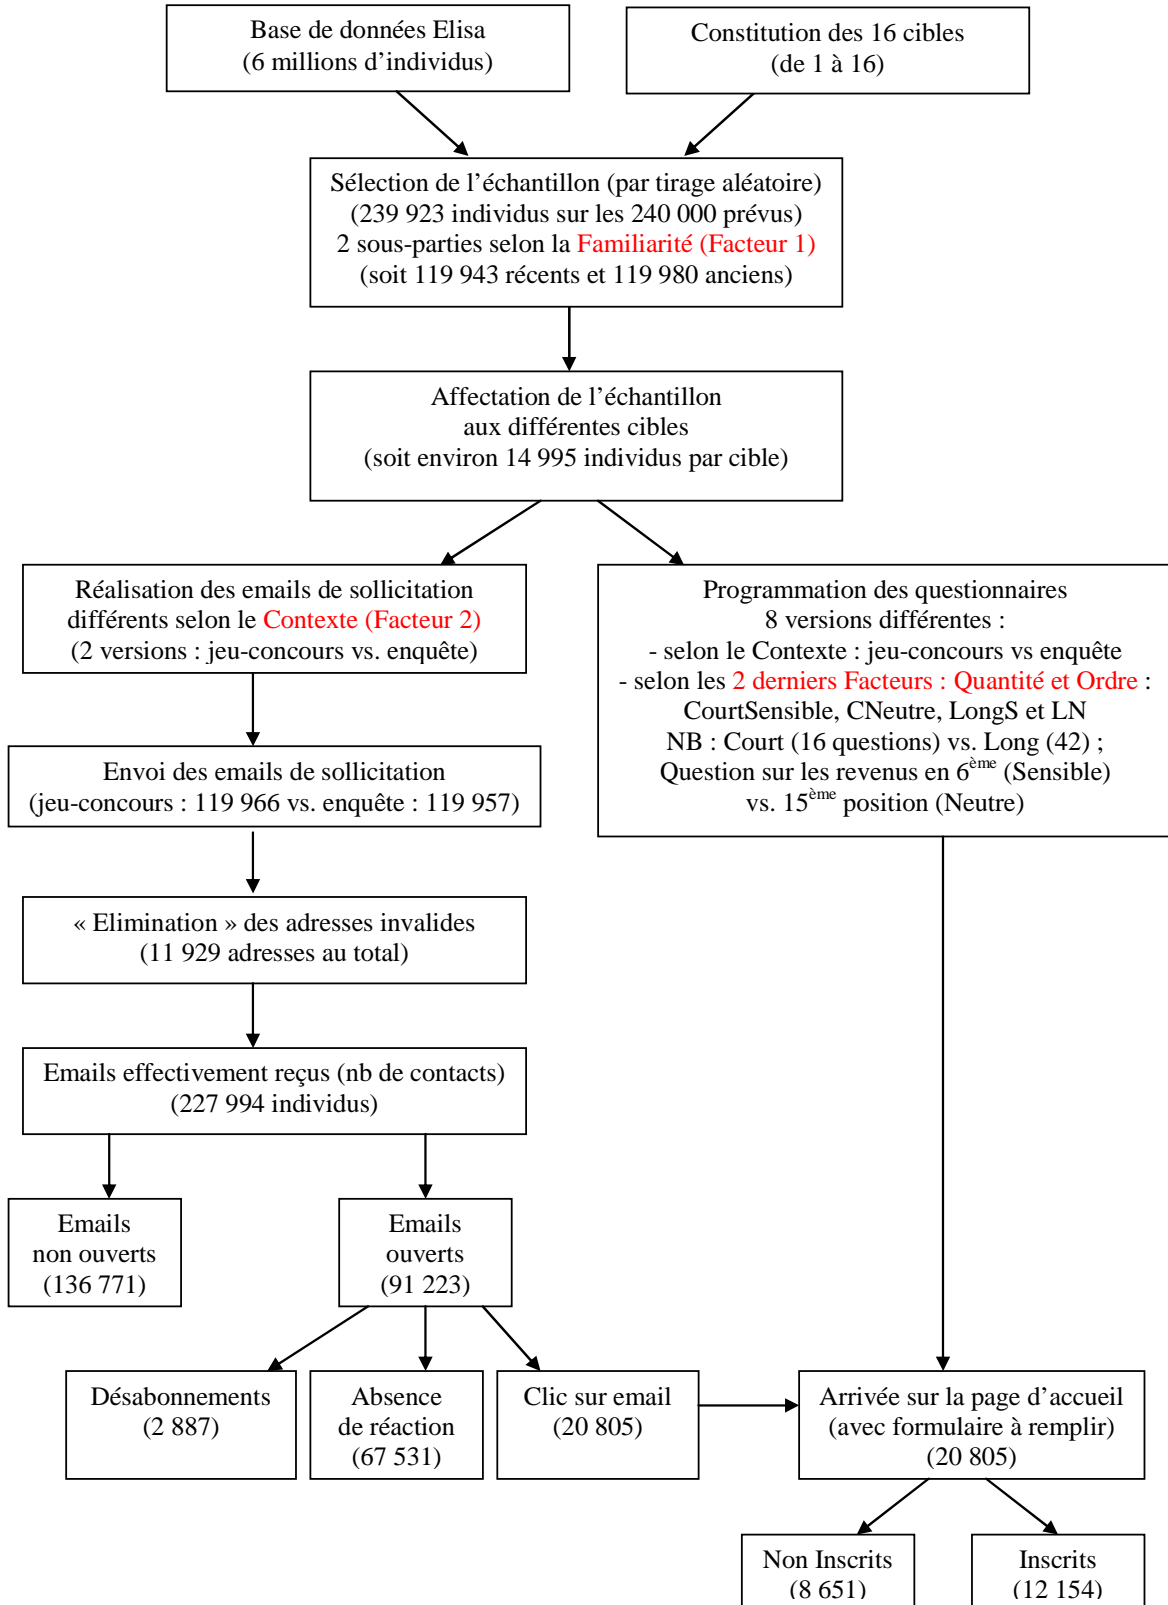 Base de données Elisa
(6 millions d’individus)
Constitution des 16 cibles
(de 1 à 16)
Sélection de l’échantillon (par tirage aléatoire)
(239 923 individus sur les 240 000 prévus)
2 sous-parties selon la Familiarité (Facteur 1)
(soit 119 943 récents et 119 980 anciens)
Affectation de l’échantillon
aux différentes cibles
(soit environ 14 995 individus par cible)
Réalisation des emails de sollicitation
différents selon le Contexte (Facteur 2)
(2 versions : jeu-concours vs. enquête)
Programmation des questionnaires
8 versions différentes :
- selon le Contexte : jeu-concours vs enquête
- selon les 2 derniers Facteurs : Quantité et Ordre :
CourtSensible, CNeutre, LongS et LN
NB : Court (16 questions) vs. Long (42) ;
Question sur les revenus en 6ème (Sensible)
vs. 15ème position (Neutre)
Envoi des emails de sollicitation
(jeu-concours : 119 966 vs. enquête : 119 957)
« Elimination » des adresses invalides
(11 929 adresses au total)
Emails effectivement reçus (nb de contacts)
(227 994 individus)
Emails
non ouverts
(136 771)
Emails
ouverts
(91 223)
Désabonnements
(2 887)
Absence
de réaction
(67 531)
Clic sur email
(20 805)
Arrivée sur la page d’accueil
(avec formulaire à remplir)
(20 805)
Non Inscrits
(8 651)
Inscrits
(12 154)